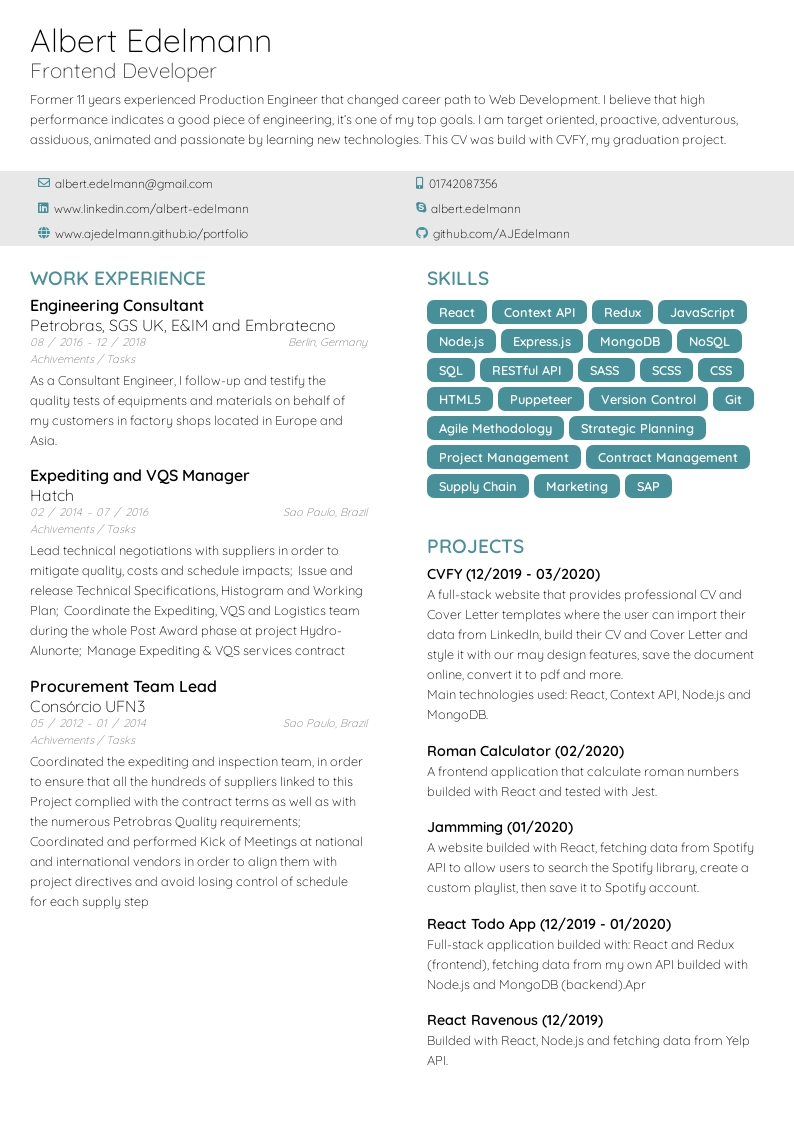 Albert Edelmann
Frontend Developer
Former 11 years experienced Production Engineer that changed career path to Web Development. I believe that high
performance indicates a good piece of engineering, it's one of my top goals. I am target oriented, proactive, adventurous,
assiduous, animated and passionate by learning new technologies. This CV was build with CVFY, my graduation project.
albert.edelmann@gmail.com
01742087356
www.linkedin.com/albert-edelmann
albert.edelmann
www.ajedelmann.github.io/portfolio
github.com/AJEdelmann
WORK EXPERIENCE
Engineering Consultant
Petrobras, SGS UK, E&IM and Embratecno
08 / 2016 - 12 / 2018 Berlin, Germany
Achivements / Tasks
As a Consultant Engineer, I follow-up and testify the
quality tests of equipments and materials on behalf of
my customers in factory shops located in Europe and
Asia.
Expediting and VQS Manager
Hatch
02 / 2014 - 07 / 2016 Sao Paulo, Brazil
Achivements / Tasks
Lead technical negotiations with suppliers in order to
mitigate quality, costs and schedule impacts; Issue and
release Technical Specifications, Histogram and Working
Plan; Coordinate the Expediting, VQS and Logistics team
during the whole Post Award phase at project Hydro-
Alunorte; Manage Expediting & VQS services contract
Procurement Team Lead
Consórcio UFN3
05 / 2012 - 01 / 2014 Sao Paulo, Brazil
Achivements / Tasks
Coordinated the expediting and inspection team, in order
to ensure that all the hundreds of suppliers linked to this
Project complied with the contract terms as well as with
the numerous Petrobras Quality requirements;
Coordinated and performed Kick of Meetings at national
and international vendors in order to align them with
project directives and avoid losing control of schedule
for each supply step
SKILLS
React Context API Redux JavaScript
Node.js Express.js MongoDB NoSQL
SQL RESTful API SASS SCSS CSS
HTML5 Puppeteer Version Control Git
Agile Methodology Strategic Planning
Project Management Contract Management
Supply Chain Marketing SAP
PROJECTS
CVFY (12/2019 - 03/2020)
A full-stack website that provides professional CV and
Cover Letter templates where the user can import their
data from LinkedIn, build their CV and Cover Letter and
style it with our may design features, save the document
online, convert it to pdf and more.
Main technologies used: React, Context API, Node.js and
MongoDB.
Roman Calculator (02/2020)
A frontend application that calculate roman numbers
builded with React and tested with Jest.
Jammming (01/2020)
A website builded with React, fetching data from Spotify
API to allow users to search the Spotify library, create a
custom playlist, then save it to Spotify account.
React Todo App (12/2019 - 01/2020)
Full-stack application builded with: React and Redux
(frontend), fetching data from my own API builded with
Node.js and MongoDB (backend).Apr
React Ravenous (12/2019)
Builded with React, Node.js and fetching data from Yelp
API.